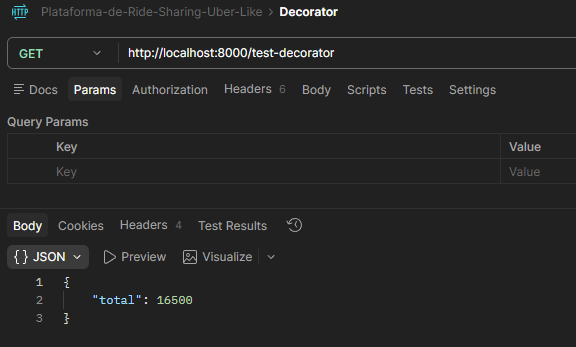 HTTP Plataforma-de-Ride-Sharing-Uber-Like > Decorator
GET http://localhost:8000/test-decorator
Docs Params Authorization Headers 6 Body Scripts Tests Settings
Query Params
Key Value
Key Value
Body Cookies Headers 4 Test Results
{} JSON Preview Visualize
1 {
2 "total": 16500
3 }